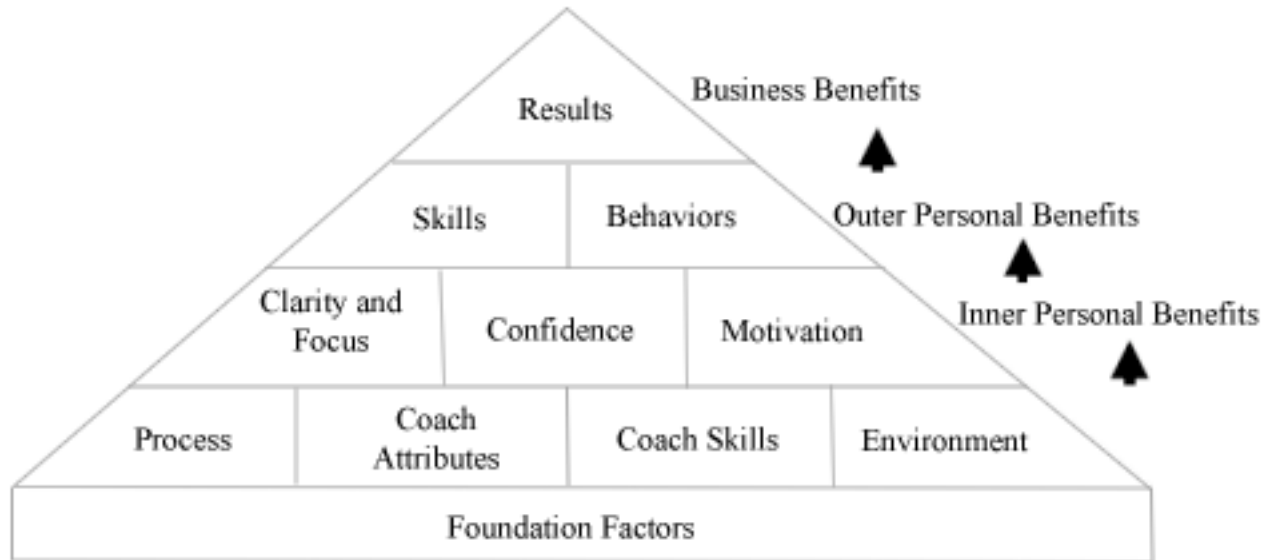 Business Benefits
Results
Skills
Behaviors
Outer Personal Benefits
Clarity and
Focus
Confidence
Motivation
Inner Personal Benefits
Process
Coach
Attributes
Coach Skills
Environment
Foundation Factors